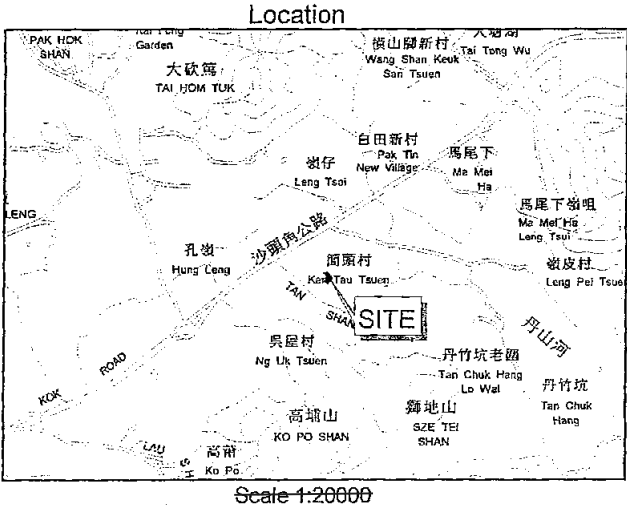 Location
PAK HOK
SHAN
Garden
大砍篤
TAI HOM TUK
橫山腳新村
Wang Shan Keuk
San Tsuen
Tai Tong Wu
白田新村
Pak Tin
New Village
嶺仔
Leng Tsai
馬尾下
Ma Mei
Ha
馬尾下嶺咀
Ma Mei Ha
Leng Tsui
LENG
孔嶺
Hung Leng
沙頭角公路
簡頭村
Kan Tau Tsuen
嶺皮村
Leng Pei Tsuen
TAN
SHAN
SITE
丹山河
吳屋村
Ng Uk Tsuen
丹竹坑老圍
Tan Chuk Hang
Lo Wai
丹竹坑
Tan Chuk
Hang
KOK
ROAD
高埔山
KO PO SHAN
獅地山
SZE TEI
SHAN
LAU
SH
高莆
Ko Po
Scale 1:20000